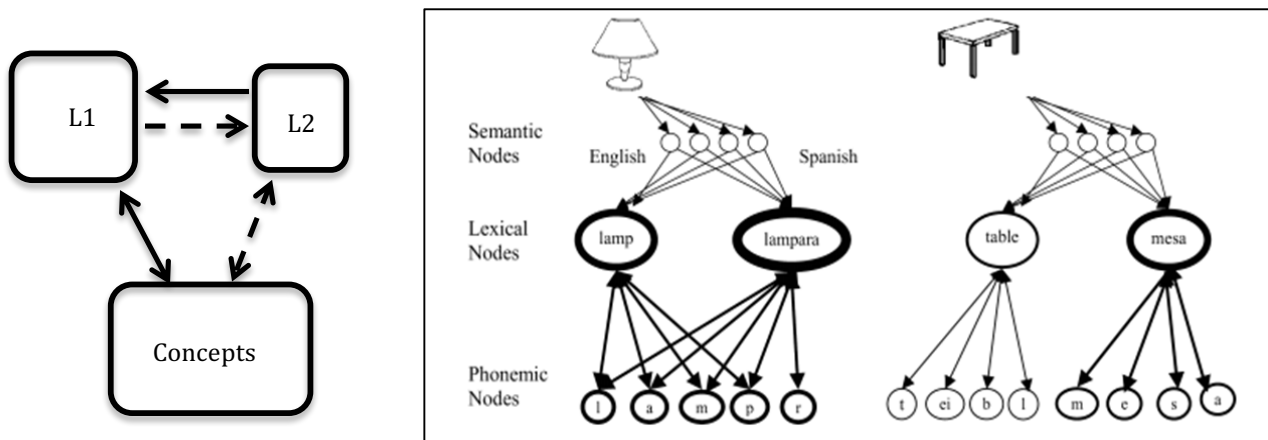 L1
L2
Concepts
Semantic
Nodes
English
Spanish
Lexical
Nodes
lamp
lampara
table
mesa
Phonemic
Nodes
l
a
m
p
r
t
ei
b
l
m
e
s
a